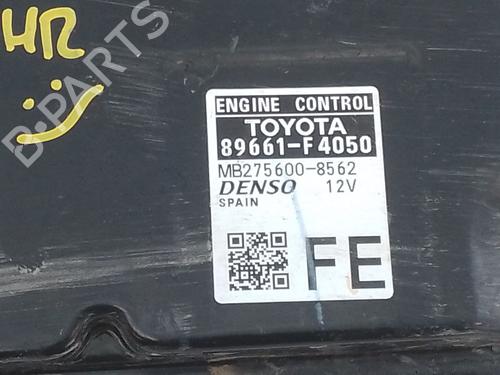 HR
ENGINE CONTROL
TOYOTA
89661-F4050
MB275600-8562
DENSO 12V
SPAIN
FE
B-PARTS